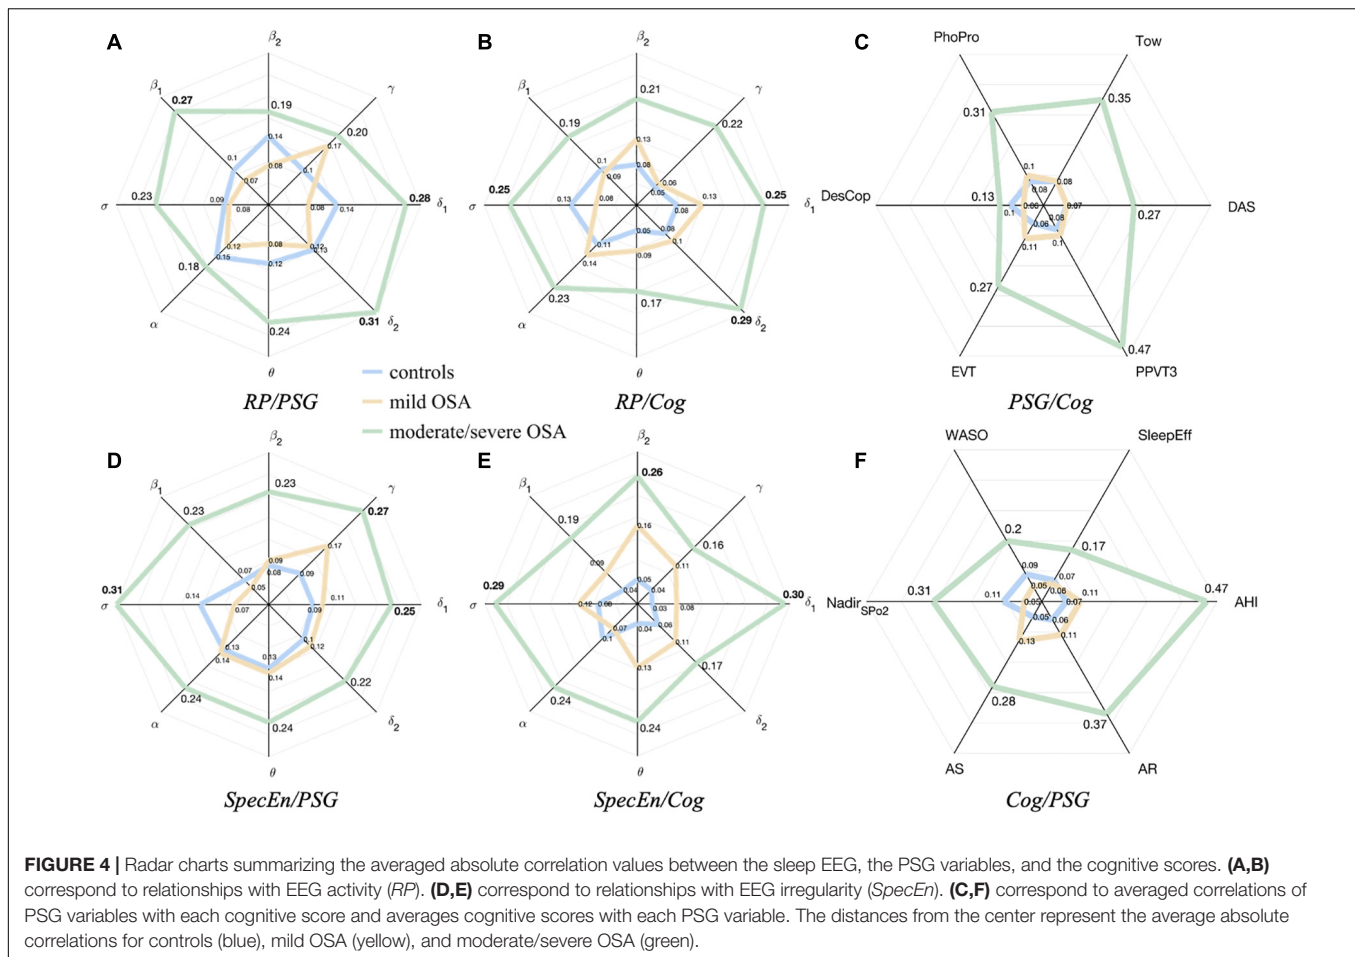 A
β2
β1
0.27
0.19
γ
0.20
0.14
0.17
0.1
0.08
0.1
0.07
0.23
σ
0.09
0.08
0.14
0.28
δ1
0.12
0.08
0.12
0.13
0.15
0.12
0.18
α
0.24
0.31
δ2
θ
RP/PSG
B
β2
β1
0.21
γ
0.19
0.22
0.13
0.1
0.08
0.09
0.06
0.05
0.25
σ
0.13
0.08
0.13
0.08
0.25
δ1
0.05
0.08
0.11
0.1
0.14
0.09
0.23
0.17
α
0.29
δ2
θ
RP/Cog
C
PhoPro
Tow
0.31
0.35
0.1
0.08
0.08
DesCop
0.13
0.1
0.06
0.07
0.27
DAS
0.08
0.06
0.11
0.1
0.27
0.47
EVT
PPVT3
PSG/Cog
controls
mild OSA
moderate/severe OSA
D
β2
β1
0.23
γ
0.23
0.27
0.17
0.09
0.08
0.09
0.07
0.05
0.31
σ
0.14
0.07
0.09
0.11
0.25
δ1
0.13
0.14
0.13
0.14
0.1
0.12
0.24
0.22
α
0.24
δ2
θ
SpecEn/PSG
E
β2
β1
0.26
γ
0.19
0.16
0.16
0.09
0.11
0.05
0.04
0.04
0.29
σ
0.12
0.08
0.03
0.08
0.30
δ1
0.07
0.04
0.06
0.1
0.11
0.13
0.17
0.24
α
0.24
δ2
θ
SpecEn/Cog
F
WASO
SleepEff
0.2
0.17
0.09
0.07
0.05
0.06
Nadir SPo2
0.31
0.11
0.05
0.07
0.11
0.47
AHI
0.05
0.06
0.13
0.11
0.28
0.37
AS
AR
Cog/PSG
FIGURE 4 | Radar charts summarizing the averaged absolute correlation values between the sleep EEG, the PSG variables, and the cognitive scores. (A,B)
correspond to relationships with EEG activity (RP). (D,E) correspond to relationships with EEG irregularity (SpecEn). (C,F) correspond to averaged correlations of
PSG variables with each cognitive score and averages cognitive scores with each PSG variable. The distances from the center represent the average absolute
correlations for controls (blue), mild OSA (yellow), and moderate/severe OSA (green).